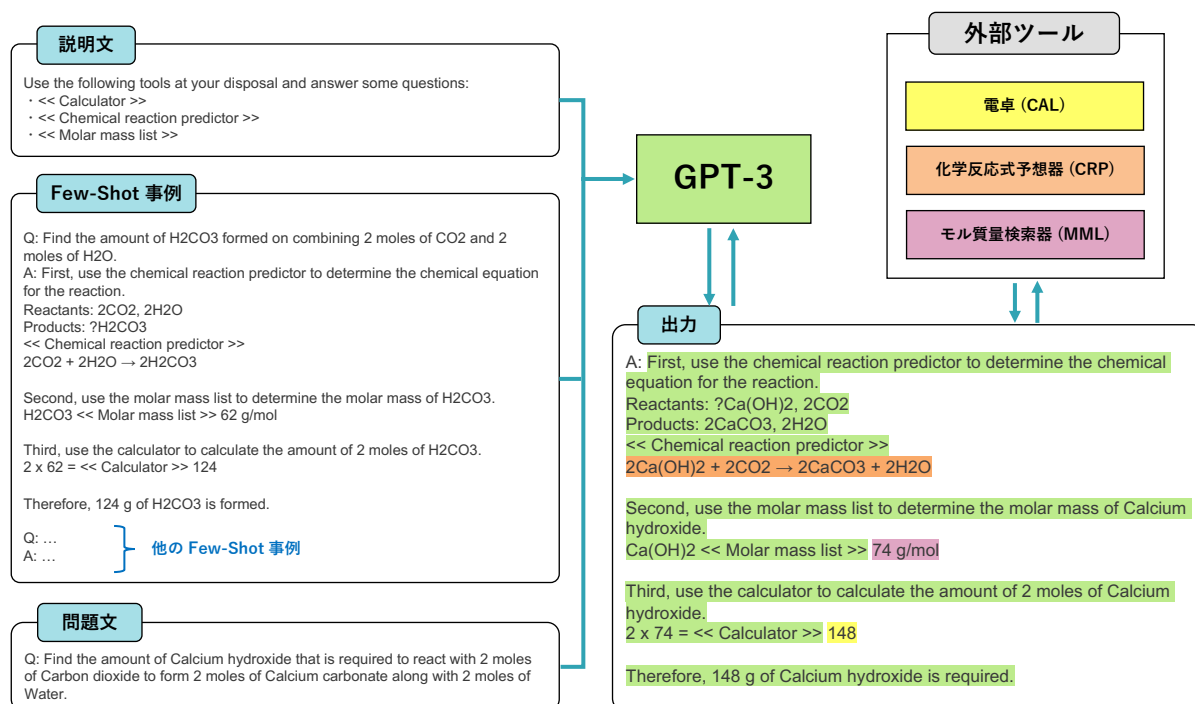 説明文
Use the following tools at your disposal and answer some questions:
・<< Calculator >>
・<< Chemical reaction predictor >>
・<< Molar mass list >>
Few-Shot 事例
Q: Find the amount of H2CO3 formed on combining 2 moles of CO2 and 2
moles of H2O.
A: First, use the chemical reaction predictor to determine the chemical equation
for the reaction.
Reactants: 2CO2, 2H2O
Products: ?H2CO3
<< Chemical reaction predictor >>
2CO2 + 2H2O → 2H2CO3
Second, use the molar mass list to determine the molar mass of H2CO3.
H2CO3 << Molar mass list >> 62 g/mol
Third, use the calculator to calculate the amount of 2 moles of H2CO3.
2 x 62 = << Calculator >> 124
Therefore, 124 g of H2CO3 is formed.
Q: …
A: …
他の Few-Shot 事例
問題文
Q: Find the amount of Calcium hydroxide that is required to react with 2 moles
of Carbon dioxide to form 2 moles of Calcium carbonate along with 2 moles of
Water.
GPT-3
外部ツール
電卓 (CAL)
化学反応式予想器 (CRP)
モル質量検索器 (MML)
出力
A: First, use the chemical reaction predictor to determine the chemical
equation for the reaction.
Reactants: ?Ca(OH)2, 2CO2
Products: 2CaCO3, 2H2O
<< Chemical reaction predictor >>
2Ca(OH)2 + 2CO2 → 2CaCO3 + 2H2O
Second, use the molar mass list to determine the molar mass of Calcium
hydroxide.
Ca(OH)2 << Molar mass list >> 74 g/mol
Third, use the calculator to calculate the amount of 2 moles of Calcium
hydroxide.
2 x 74 = << Calculator >> 148
Therefore, 148 g of Calcium hydroxide is required.